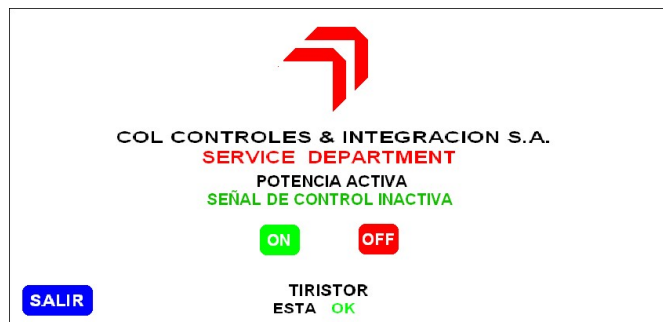 COL CONTROLES & INTEGRACION S.A.
SERVICE DEPARTMENT
POTENCIA ACTIVA
SEÑAL DE CONTROL INACTIVA
ON OFF
TIRISTOR
SALIR
ESTA OK